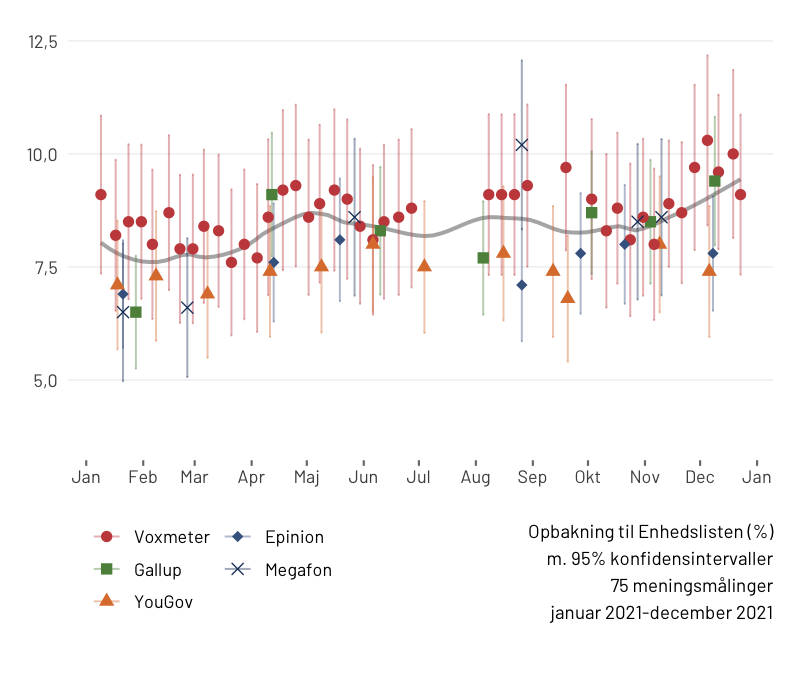 12,5
10,0
7,5
5,0
Jan Feb Mar Apr Maj Jun Jul Aug Sep Okt Nov Dec Jan
Voxmeter Epinion
Gallup Megafon
YouGov
Opbakning til Enhedslisten (%)
m. 95% konfidensintervaller
75 meningsmålinger
januar 2021-december 2021